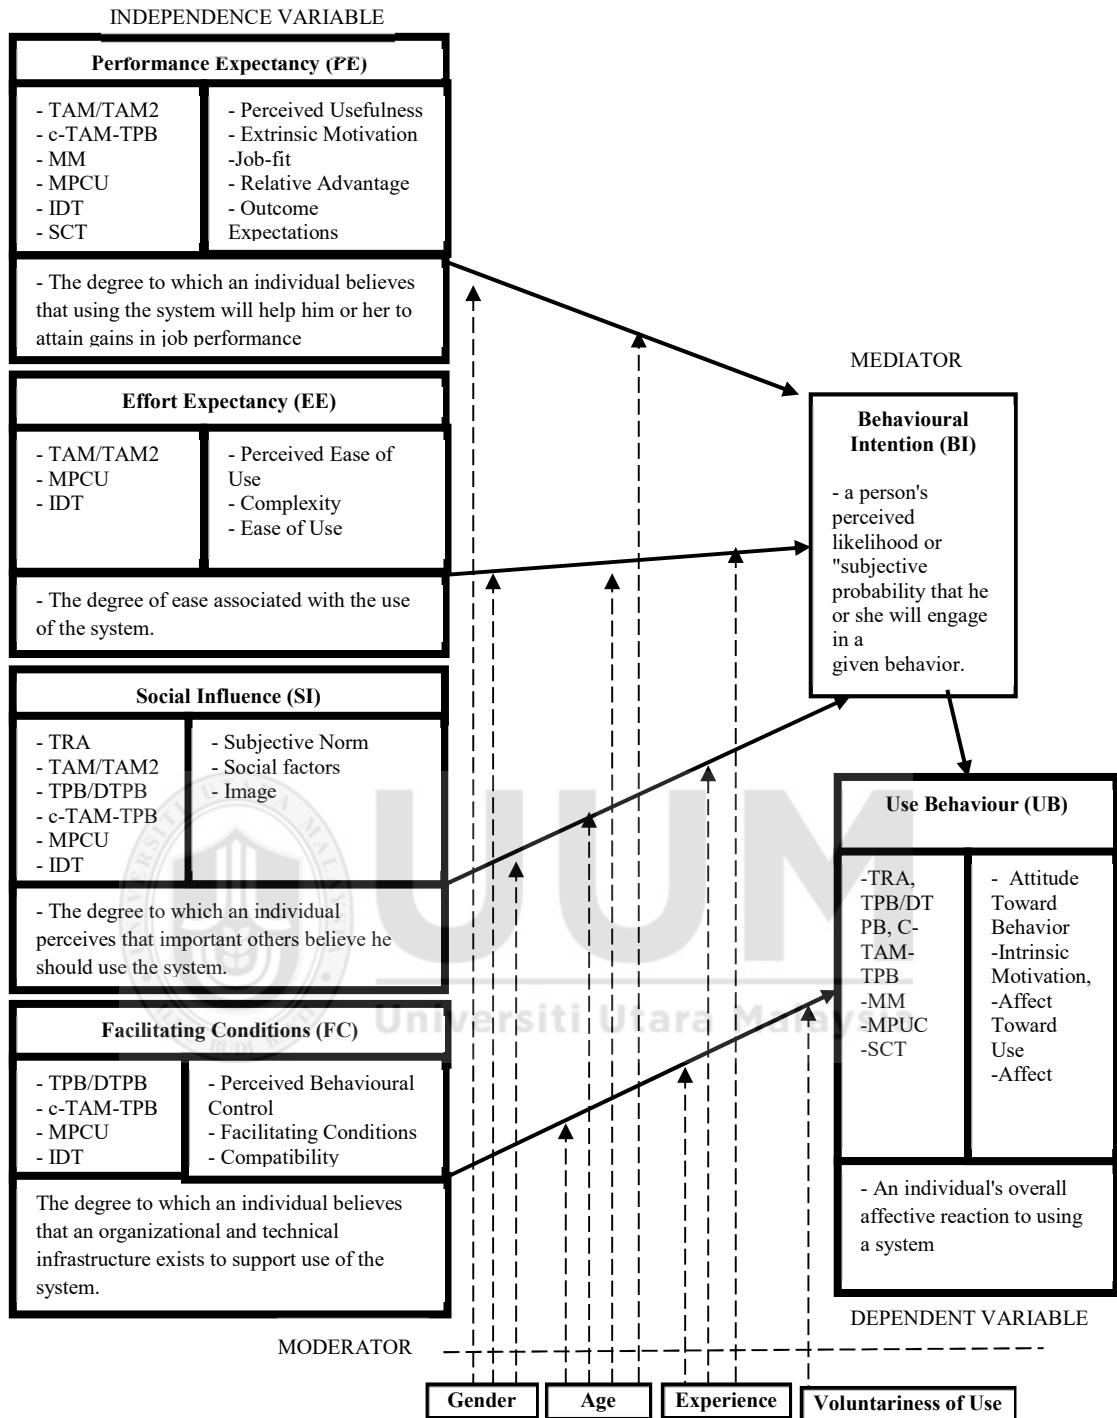 INDEPENDENCE VARIABLE
Performance Expectancy (PE)
- TAM/TAM2
- c-TAM-TPB
- MM
- MPCU
- IDT
- SCT
- Perceived Usefulness
- Extrinsic Motivation
-Job-fit
- Relative Advantage
- Outcome
Expectations
- The degree to which an individual believes
that using the system will help him or her to
attain gains in job performance
Effort Expectancy (EE)
- TAM/TAM2
- MPCU
- IDT
- Perceived Ease of
Use
- Complexity
- Ease of Use
- The degree of ease associated with the use
of the system.
Social Influence (SI)
- TRA
- TAM/TAM2
- TPB/DTPB
- c-TAM-TPB
- MPCU
- IDT
- Subjective Norm
- Social factors
- Image
- The degree to which an individual
perceives that important others believe he
should use the system.
Facilitating Conditions (FC)
- TPB/DTPB
- c-TAM-TPB
- MPCU
- IDT
- Perceived Behavioural
Control
- Facilitating Conditions
- Compatibility
The degree to which an individual believes
that an organizational and technical
infrastructure exists to support use of the
system.
MEDIATOR
Behavioural
Intention (BI)
- a person's
perceived
likelihood or
"subjective
probability that he
or she will engage
in a
given behavior.
Use Behaviour (UB)
-TRA,
TPB/DT
PB, C-
TAM-
TPB
-MM
-MPUC
-SCT
- Attitude
Toward
Behavior
-Intrinsic
Motivation,
-Affect
Toward
Use
-Affect
- An individual's overall
affective reaction to using
a system
DEPENDENT VARIABLE
MODERATOR
Gender
Age
Experience
Voluntariness of Use
UUM
Universiti Utara Malaysia
UNIVERSITI UTARA MALAYSIA